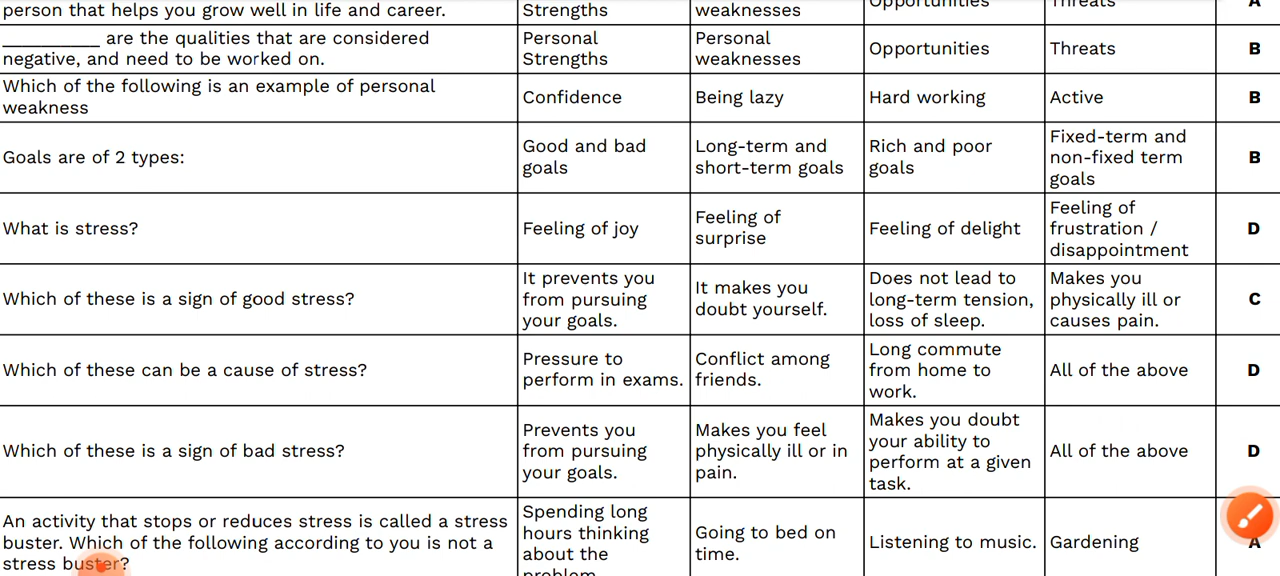 person that helps you grow well in life and career.
Strengths
weaknesses
Opportunities
Threats
A
__________ are the qualities that are considered
negative, and need to be worked on.
Personal
Strengths
Personal
weaknesses
Opportunities
Threats
B
Which of the following is an example of personal
weakness
Confidence
Being lazy
Hard working
Active
B
Goals are of 2 types:
Good and bad
goals
Long-term and
short-term goals
Rich and poor
goals
Fixed-term and
non-fixed term
goals
B
What is stress?
Feeling of joy
Feeling of
surprise
Feeling of delight
Feeling of
frustration /
disappointment
D
Which of these is a sign of good stress?
It prevents you
from pursuing
your goals.
It makes you
doubt yourself.
Does not lead to
long-term tension,
loss of sleep.
Makes you
physically ill or
causes pain.
C
Which of these can be a cause of stress?
Pressure to
perform in exams.
Conflict among
friends.
Long commute
from home to
work.
All of the above
D
Which of these is a sign of bad stress?
Prevents you
from pursuing
your goals.
Makes you feel
physically ill or in
pain.
Makes you doubt
your ability to
perform at a given
task.
All of the above
D
An activity that stops or reduces stress is called a stress
buster. Which of the following according to you is not a
stress buster?
Spending long
hours thinking
about the
problem
Going to bed on
time.
Listening to music.
Gardening
A